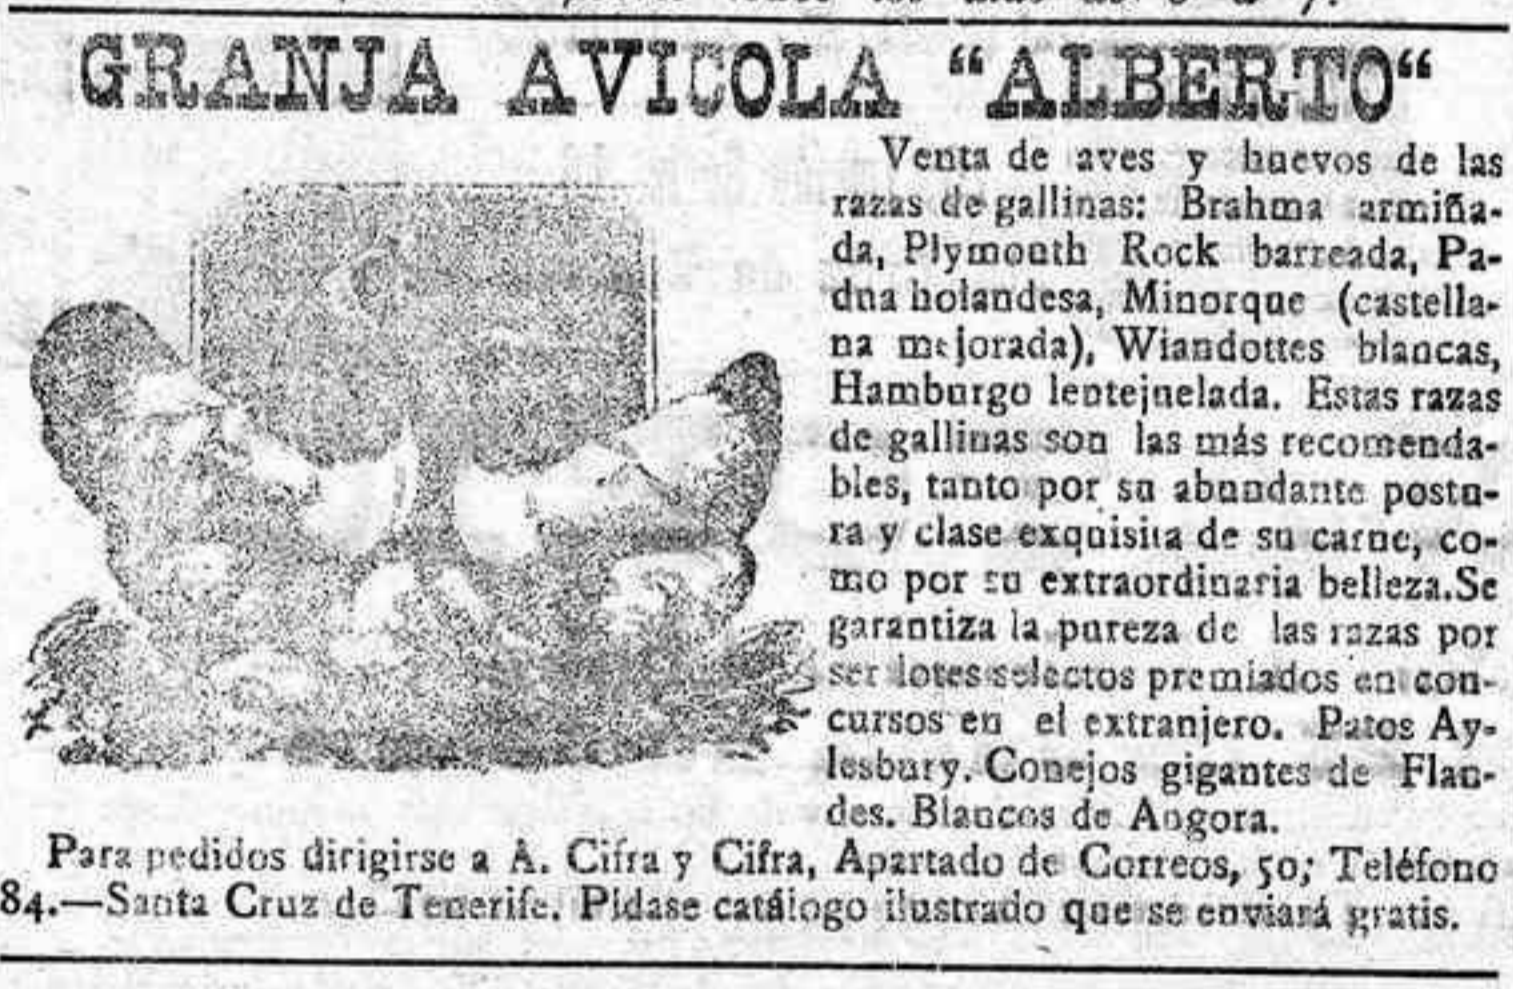 GRANJA AVICOLA “ALBERTO“
Venta de aves y huevos de las
razas de gallinas: Brahma armiña-
da, Plymouth Rock barreada, Pa-
dua holandesa, Minorque (castella-
na mejorada), Wiandottes blancas,
Hamburgo lentejuelada. Estas razas
de gallinas son las más recomenda-
bles, tanto por su abundante postu-
ra y clase exquisita de su carne, co-
mo por su extraordinaria belleza.Se
garantiza la pureza de las razas por
ser lotes selectos premiados en con-
cursos en el extranjero. Patos Ay-
lesbury. Conejos gigantes de Flan-
des. Blancos de Angora.
Para pedidos dirigirse a A. Cifra y Cifra, Apartado de Correos, 50; Teléfono
84.—Santa Cruz de Tenerife. Pídase catálogo ilustrado que se enviará gratis.